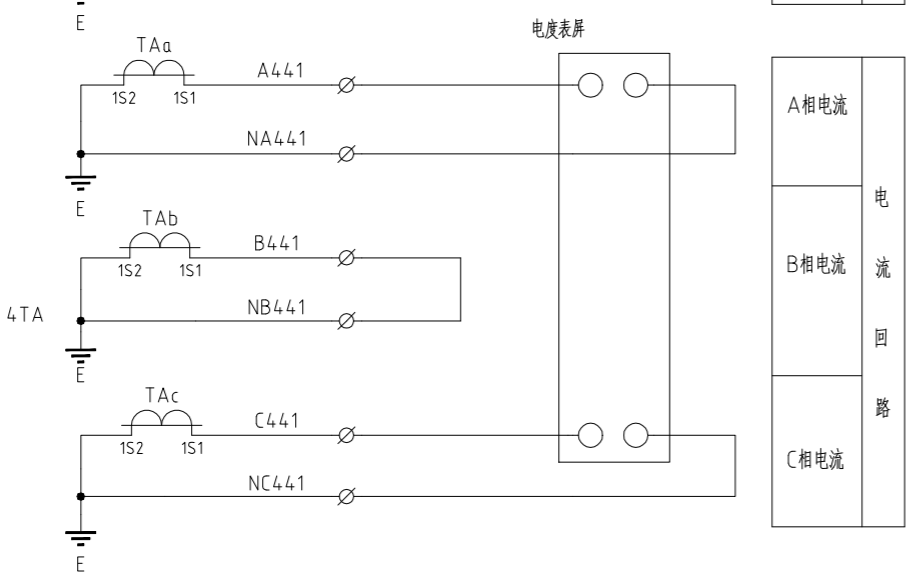 E
电度表屏
TAa
A441
1S2
1S1
NA441
E
TAb
B441
1S2
1S1
NB441
4TA
E
TAc
C441
1S2
1S1
NC441
E
A相电流
B相电流
C相电流
电流回路